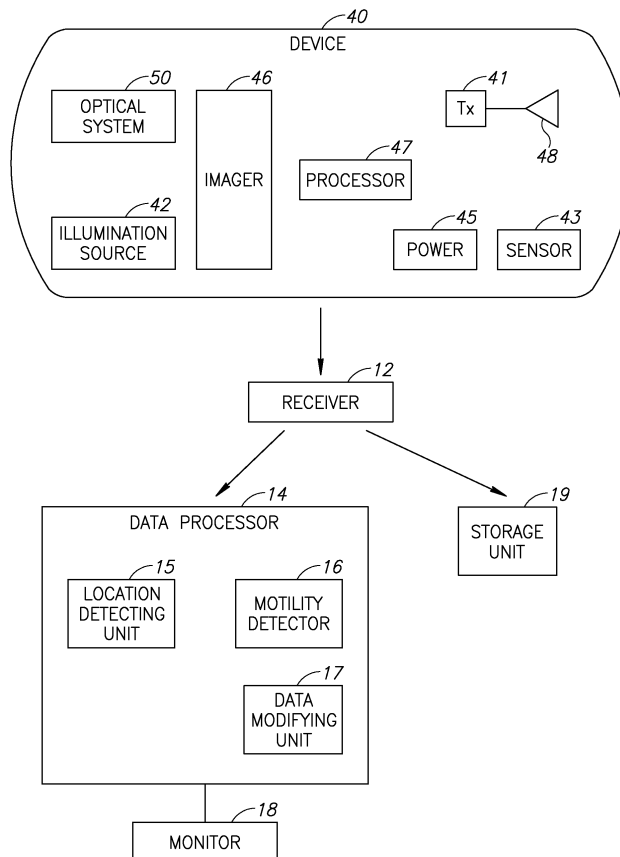 40
DEVICE
50
OPTICAL
SYSTEM
46
IMAGER
41
Tx
48
47
PROCESSOR
42
ILLUMINATION
SOURCE
45
POWER
43
SENSOR
12
RECEIVER
14
DATA PROCESSOR
19
STORAGE
UNIT
15
LOCATION
DETECTING
UNIT
16
MOTILITY
DETECTOR
17
DATA
MODIFYING
UNIT
18
MONITOR